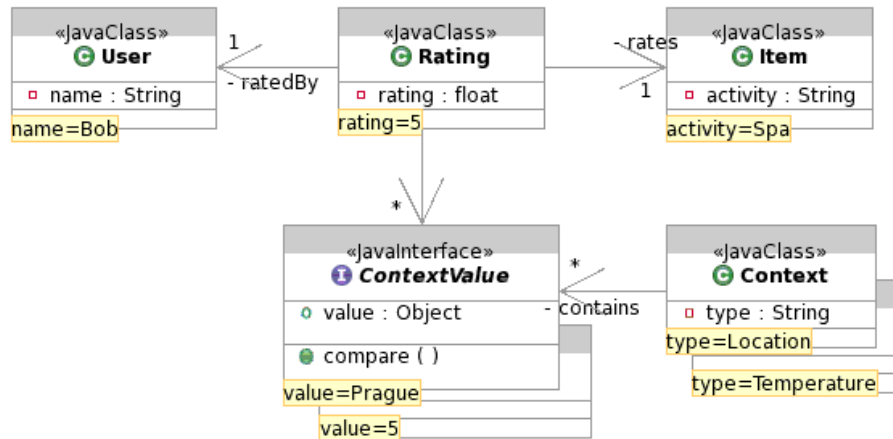 «JavaClass»
C User
name : String
name=Bob
1
- ratedBy
«JavaClass»
C Rating
rating : float
rating=5
- rates
1
«JavaClass»
C Item
activity : String
activity=Spa
*
«JavaInterface»
I ContextValue
value : Object
compare ( )
value=Prague
value=5
*
- contains
«JavaClass»
C Context
type : String
type=Location
type=Temperature